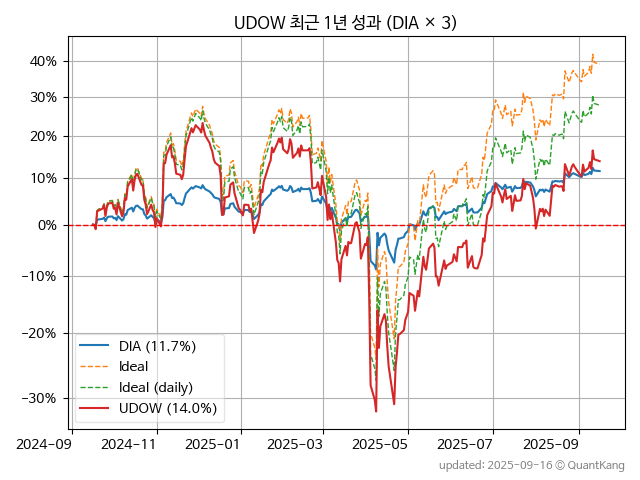 UDOW 최근 1년 성과 (DIA × 3)
40%
30%
20%
10%
0%
−10%
−20%
−30%
DIA (11.7%)
Ideal
Ideal (daily)
UDOW (14.0%)
2024-09
2024-11
2025-01
2025-03
2025-05
2025-07
2025-09
updated: 2025-09-16 © QuantKang